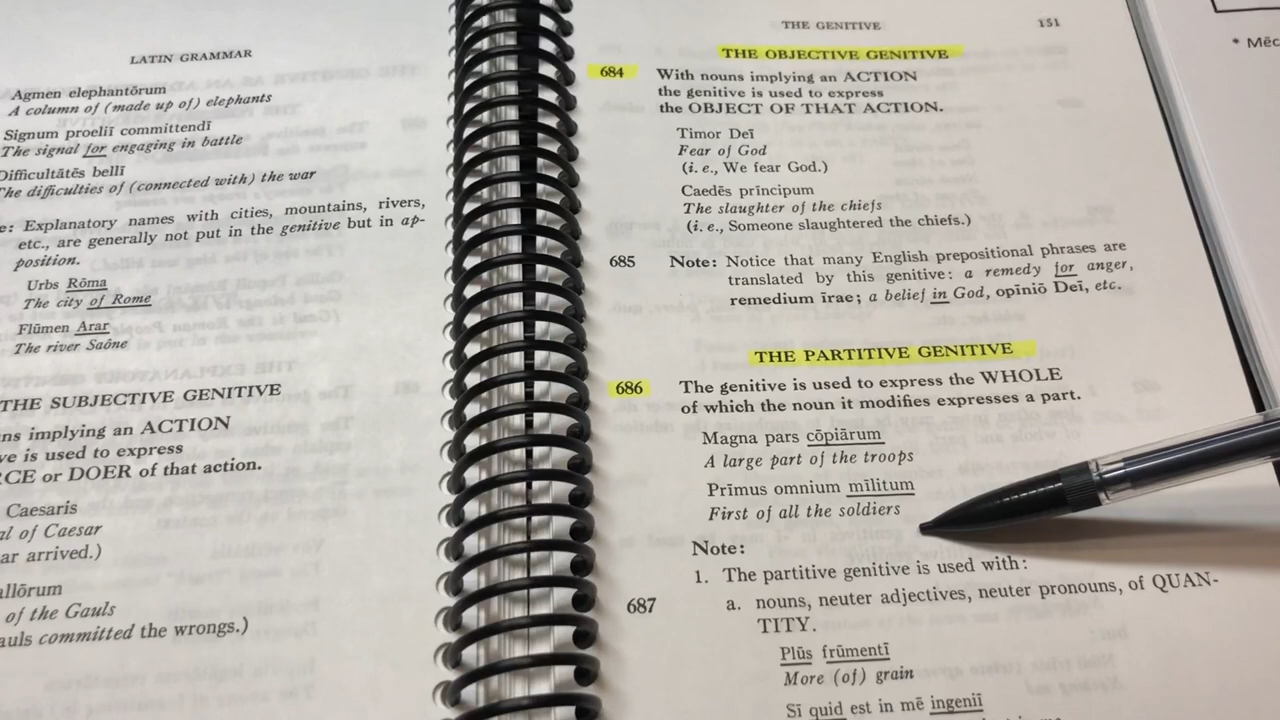 LATIN GRAMMAR
Agmen elephantōrum
A column of (made up of) elephants
Signum proeliī committendī
The signal for engaging in battle
Difficultātēs bellī
The difficulties of (connected with) the war
e: Explanatory names with cities, mountains, rivers,
etc., are generally not put in the genitive but in ap-
position.
Urbs Rōma
The city of Rome
Flūmen Arar
The river Saône
THE SUBJECTIVE GENITIVE
ns implying an ACTION
ve is used to express
RCE or DOER of that action.
Caesaris
al of Caesar
ar arrived.)
allōrum
of the Gauls
auls committed the wrongs.)
THE GENITIVE 151
THE OBJECTIVE GENITIVE
684 With nouns implying an ACTION
the genitive is used to express
the OBJECT OF THAT ACTION.
Timor Deī
Fear of God
(i. e., We fear God.)
Caedēs prīncipum
The slaughter of the chiefs
(i. e., Someone slaughtered the chiefs.)
685 Note: Notice that many English prepositional phrases are
translated by this genitive: a remedy for anger,
remedium īrae; a belief in God, opīniō Deī, etc.
THE PARTITIVE GENITIVE
686 The genitive is used to express the WHOLE
of which the noun it modifies expresses a part.
Magna pars cōpiārum
A large part of the troops
Prīmus omnium mīlitum
First of all the soldiers
Note:
1. The partitive genitive is used with:
687 a. nouns, neuter adjectives, neuter pronouns, of QUAN-
TITY.
Plūs frūmentī
More (of) grain
Sī quid est in mē ingeniī
* Mēc